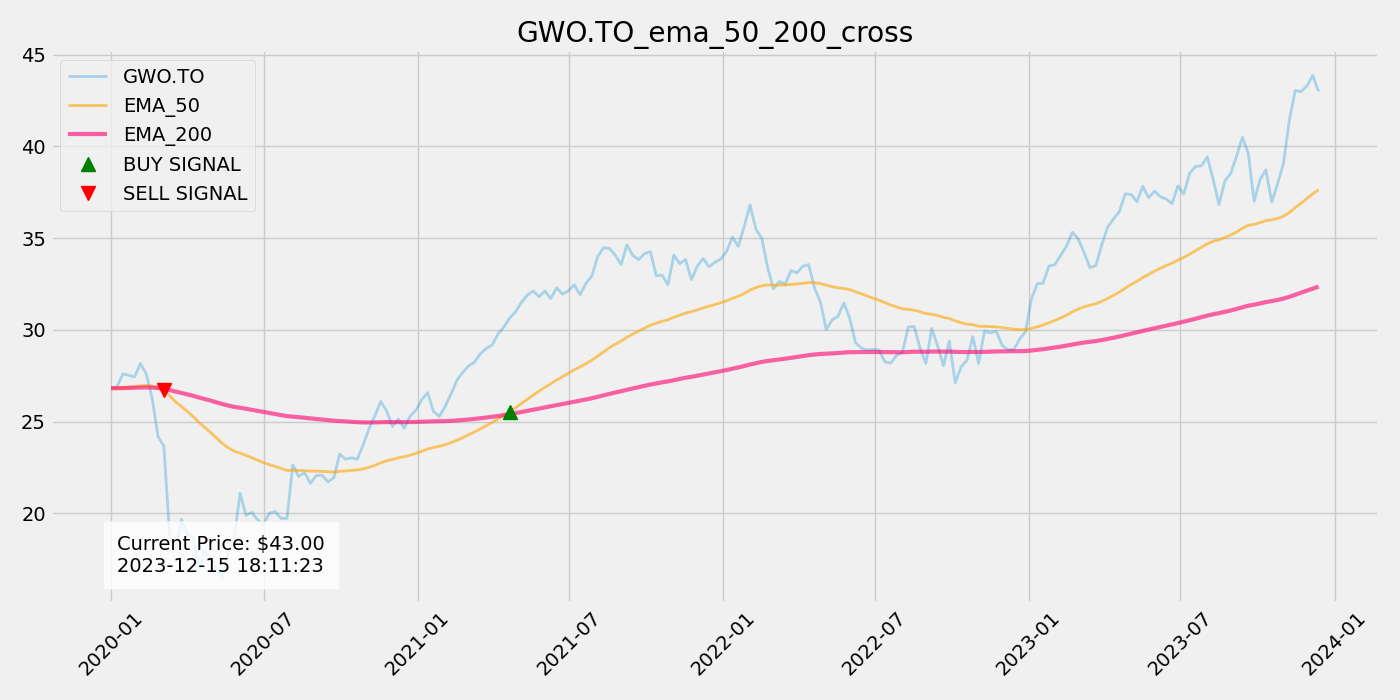 GWO.TO_ema_50_200_cross
45
40
35
30
25
20
GWO.TO
EMA_50
EMA_200
BUY SIGNAL
SELL SIGNAL
Current Price: $43.00
2023-12-15 18:11:23
2020-01
2020-07
2021-01
2021-07
2022-01
2022-07
2023-01
2023-07
2024-01